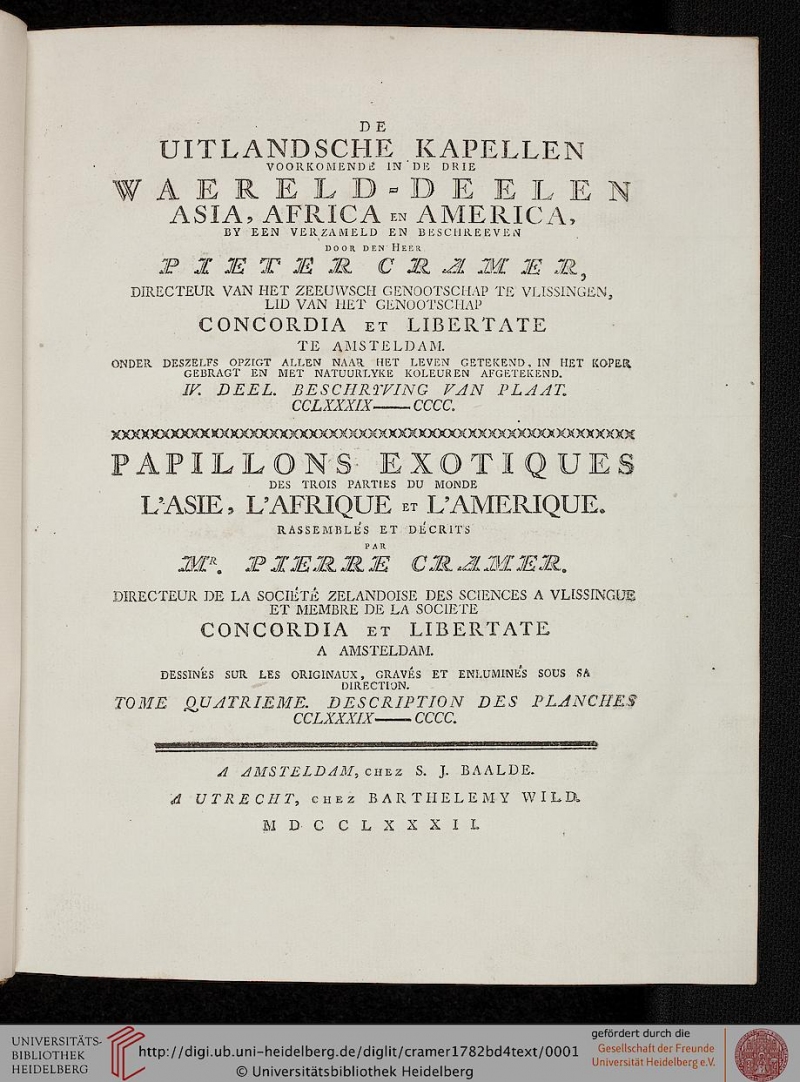 DE
UITLANDSCHE KAPELLEN
VOORKOMENDE IN DE DRIE
WAERELD-DEELEN
ASIA, AFRICA EN AMERICA,
BY EEN VERZAMELD EN BESCHREEVEN
DOOR DEN HEER
PIETER CRAMER,
DIRECTEUR VAN HET ZEEUWSCH GENOOTSCHAP TE VLISSINGEN,
LID VAN HET GENOOTSCHAP
CONCORDIA ET LIBERTATE
TE AMSTELDAM.
ONDER DESZELFS OPZIGT ALLEN NAAR HET LEVEN GETEKEND, IN HET KOPER
GEBRAGT EN MET NATUURLYKE KOLEUREN AFGETEKEND.
IV. DEEL. BESCHRYVING VAN PLAAT.
CCLXXXIX——CCCC.
PAPILLONS EXOTIQUES
DES TROIS PARTIES DU MONDE
L'ASIE, L'AFRIQUE ET L'AMERIQUE.
RASSEMBLÉS ET DÉCRITS
PAR
MR. PIERRE CRAMER.
DIRECTEUR DE LA SOCIÉTÉ ZELANDOISE DES SCIENCES A VLISSINGUE
ET MEMBRE DE LA SOCIETE
CONCORDIA ET LIBERTATE
A AMSTELDAM.
DESSINÉS SUR LES ORIGINAUX, GRAVÉS ET ENLUMINÉS SOUS SA
DIRECTION.
TOME QUATRIEME. DESCRIPTION DES PLANCHES
CCLXXXIX——CCCC.
A AMSTELDAM, CHEZ S. J. BAALDE.
A UTRECHT, CHEZ BARTHELEMY WILD.
MDCCLXXXII.
UNIVERSITÄTS-
BIBLIOTHEK
HEIDELBERG
http://digi.ub.uni-heidelberg.de/diglit/cramer1782bd4text/0001
© Universitätsbibliothek Heidelberg
gefördert durch die
Gesellschaft der Freunde
Universität Heidelberg e.V.